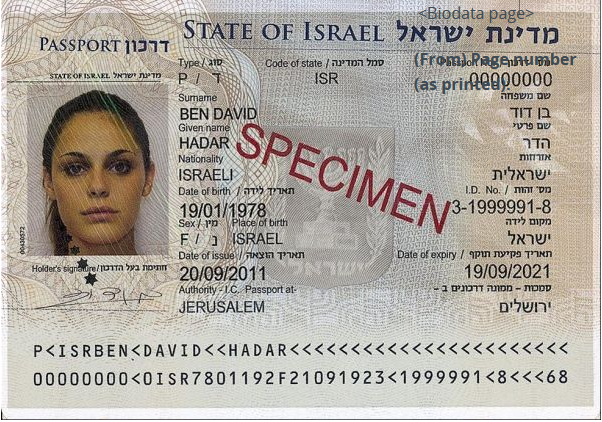 <Biodata page>
PASSPORT דרכון STATE OF ISRAEL מדינת ישראל
(From) Page number
(as printed):
STATE OF ISRAEL מדינת ישראל
Type / סוג Code of state / סמל המדינה
P / ד ISR 00000000
Surname שם משפחה
BEN DAVID בן דוד
Given name שם פרטי
HADAR הדר
Nationality אזרחות
ISRAELI ישראלית
Date of birth / תאריך לידה I.D. No. / מס' זהות
19/01/1978 3-1999991-8
Sex / מין Place of birth מקום לידה
F / נ ISRAEL ישראל
Date of issue / תאריך הוצאה Date of expiry / תאריך פקיעת תוקף
20/09/2011 19/09/2021
Authority - I.C. Passport at- סמכות - ממונה דרכונים ב -
JERUSALEM ירושלים
SPECIMEN
ישראל
Holder's signature / חתימת בעל הדרכון
P<ISRBEN<DAVID<<HADAR<<<<<<<<<<<<<<<<<<<<<<<
00000000<0ISR7801192F21091923<1999991<8<<<68